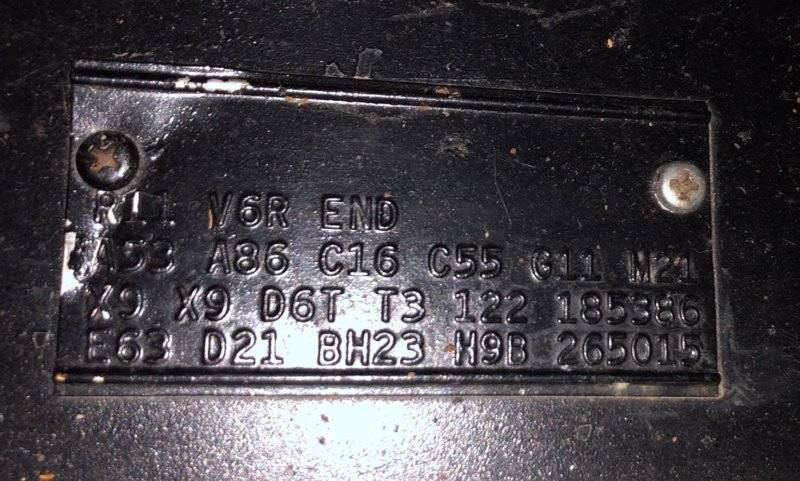 R11 V6R END
A53 A86 C16 C55 G11 M21
X9 X9 D6T T3 122 185386
E63 D21 BH23 H9B 265015